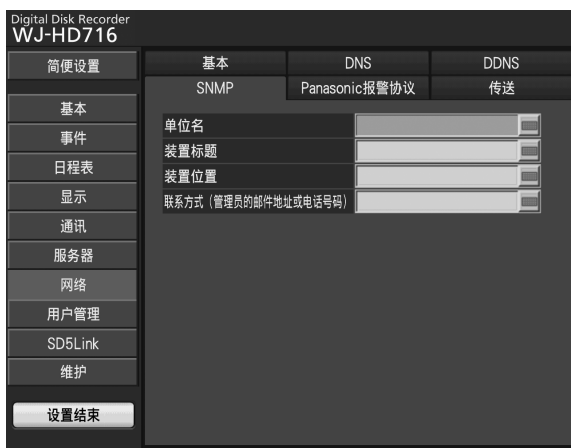 Digital Disk Recorder
WJ-HD716
简便设置
基本
事件
日程表
显示
通讯
服务器
网络
用户管理
SD5Link
维护
设置结束
基本 DNS DDNS
SNMP Panasonic报警协议 传送
单位名
装置标题
装置位置
联系方式（管理员的邮件地址或电话号码）